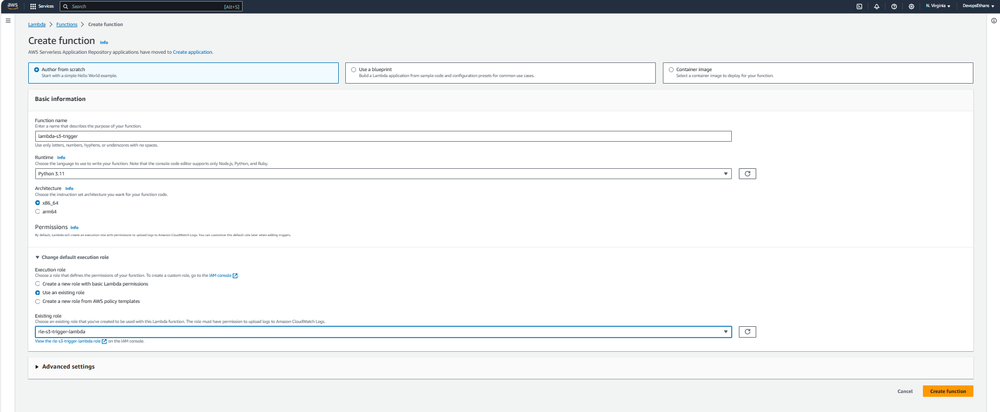 aws Services Search [Alt+S] N. Virginia DevopsEthans
Lambda Functions Create function
Create function Info
AWS Serverless Application Repository applications have moved to Create application.
Author from scratch
Start with a simple Hello World example.
Use a blueprint
Build a Lambda application from sample code and configuration presets for common use cases.
Container image
Select a container image to deploy for your function.
Basic information
Function name
Enter a name that describes the purpose of your function.
lambda-s3-trigger
Use only letters, numbers, hyphens, or underscores with no spaces.
Runtime Info
Choose the language to use to write your function. Note that the console code editor supports only Node.js, Python, and Ruby.
Python 3.11
Architecture Info
Choose the instruction set architecture you want for your function code.
x86_64
arm64
Permissions Info
By default, Lambda will create an execution role with permissions to upload logs to Amazon CloudWatch Logs. You can customize this default role later when adding triggers.
Change default execution role
Execution role
Choose a role that defines the permissions of your function. To create a custom role, go to the IAM console.
Create a new role with basic Lambda permissions
Use an existing role
Create a new role from AWS policy templates
Existing role
Choose an existing role that you've created to be used with this Lambda function. The role must have permission to upload logs to Amazon CloudWatch Logs.
rle-s3-trigger-lambda
View the rle-s3-trigger-lambda role on the IAM console.
Advanced settings
Cancel Create function